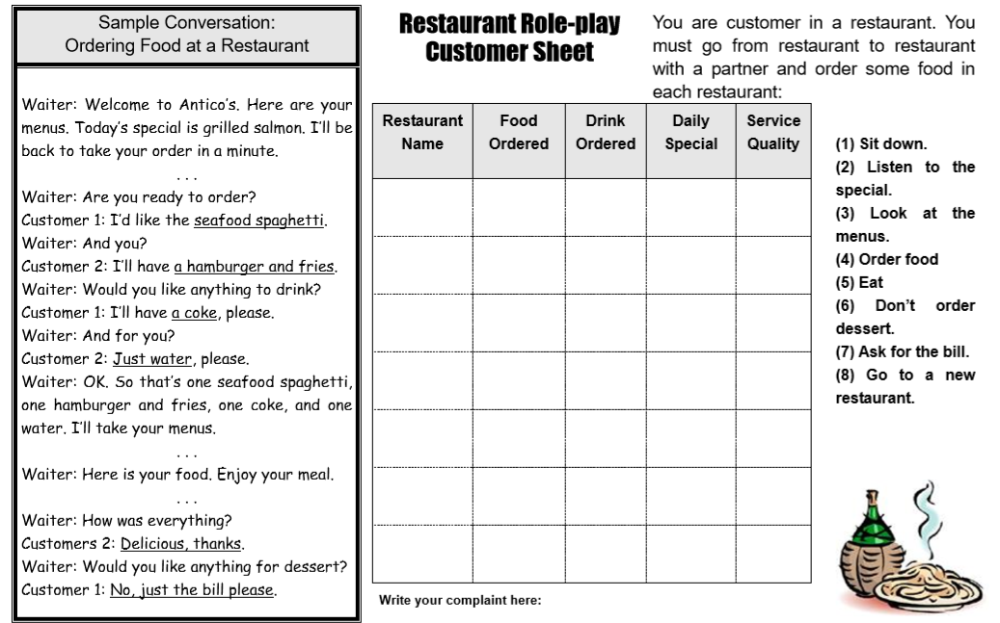 Sample Conversation:
Ordering Food at a Restaurant
Waiter: Welcome to Antico's. Here are your
menus. Today's special is grilled salmon. I'll be
back to take your order in a minute.
. . .
Waiter: Are you ready to order?
Customer 1: I'd like the seafood spaghetti.
Waiter: And you?
Customer 2: I'll have a hamburger and fries.
Waiter: Would you like anything to drink?
Customer 1: I'll have a coke, please.
Waiter: And for you?
Customer 2: Just water, please.
Waiter: OK. So that's one seafood spaghetti,
one hamburger and fries, one coke, and one
water. I'll take your menus.
. . .
Waiter: Here is your food. Enjoy your meal.
. . .
Waiter: How was everything?
Customers 2: Delicious, thanks.
Waiter: Would you like anything for dessert?
Customer 1: No, just the bill please.
Restaurant Role-play
Customer Sheet
You are customer in a restaurant. You
must go from restaurant to restaurant
with a partner and order some food in
each restaurant:
Restaurant Food Drink Daily Service
Name Ordered Ordered Special Quality
(1) Sit down.
(2) Listen to the
special.
(3) Look at the
menus.
(4) Order food
(5) Eat
(6) Don't order
dessert.
(7) Ask for the bill.
(8) Go to a new
restaurant.
Write your complaint here: